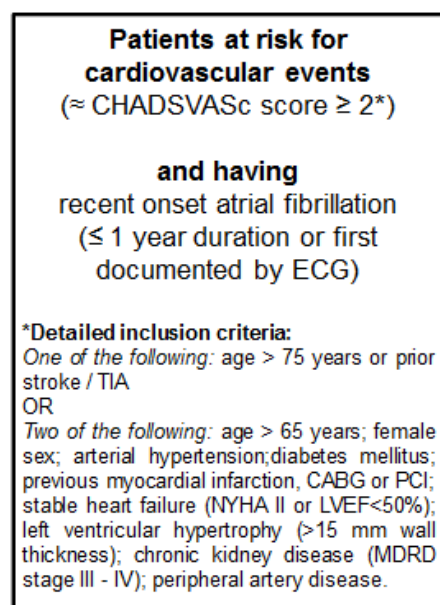 Patients at risk for
cardiovascular events
(≈ CHADSVASc score ≥ 2*)
and having
recent onset atrial fibrillation
(≤ 1 year duration or first
documented by ECG)
*Detailed inclusion criteria:
One of the following: age > 75 years or prior
stroke / TIA
OR
Two of the following: age > 65 years; female
sex; arterial hypertension;diabetes mellitus;
previous myocardial infarction, CABG or PCI;
stable heart failure (NYHA II or LVEF<50%);
left ventricular hypertrophy (>15 mm wall
thickness); chronic kidney disease (MDRD
stage III - IV); peripheral artery disease.